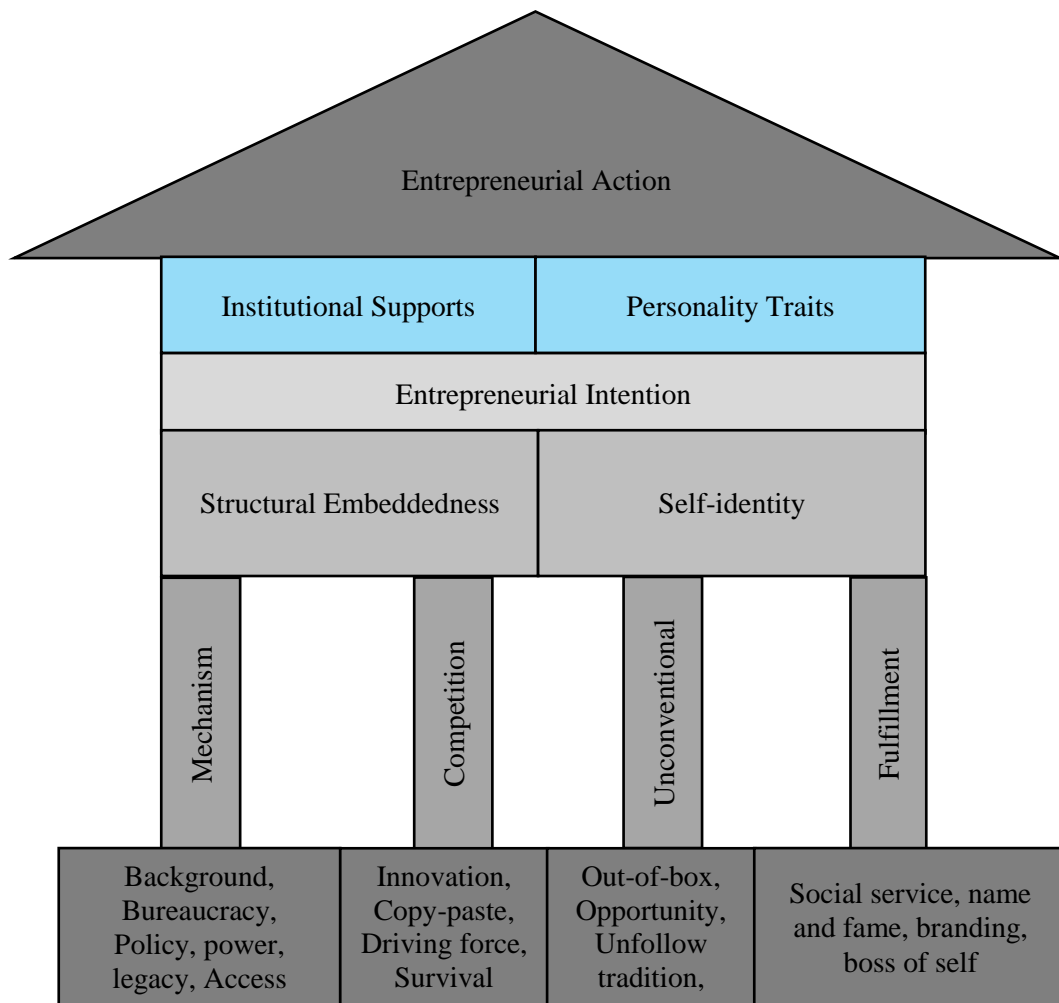 Entrepreneurial Action
Institutional Supports
Personality Traits
Entrepreneurial Intention
Structural Embeddedness
Self-identity
Mechanism
Competition
Unconventional
Fulfillment
Background,
Bureaucracy,
Policy, power,
legacy, Access
Innovation,
Copy-paste,
Driving force,
Survival
Out-of-box,
Opportunity,
Unfollow
tradition,
Social service, name
and fame, branding,
boss of self